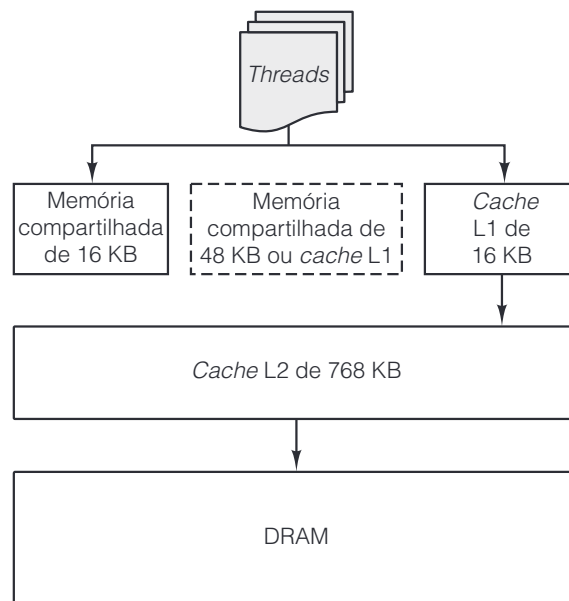 Threads
Memória
compartilhada
de 16 KB
Memória
compartilhada de
48 KB ou cache L1
Cache
L1 de
16 KB
Cache L2 de 768 KB
DRAM